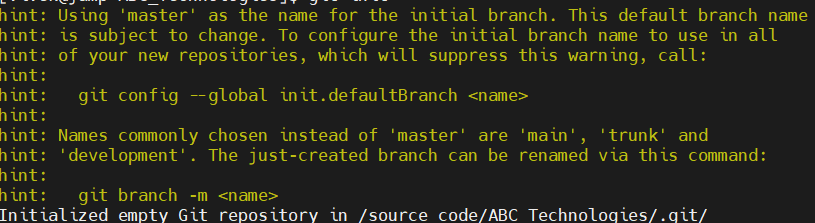 hint: Using 'master' as the name for the initial branch. This default branch name
hint: is subject to change. To configure the initial branch name to use in all
hint: of your new repositories, which will suppress this warning, call:
hint:
hint:   git config --global init.defaultBranch <name>
hint:
hint: Names commonly chosen instead of 'master' are 'main', 'trunk' and
hint: 'development'. The just-created branch can be renamed via this command:
hint:
hint:   git branch -m <name>
Initialized empty Git repository in /source code/ABC Technologies/.git/